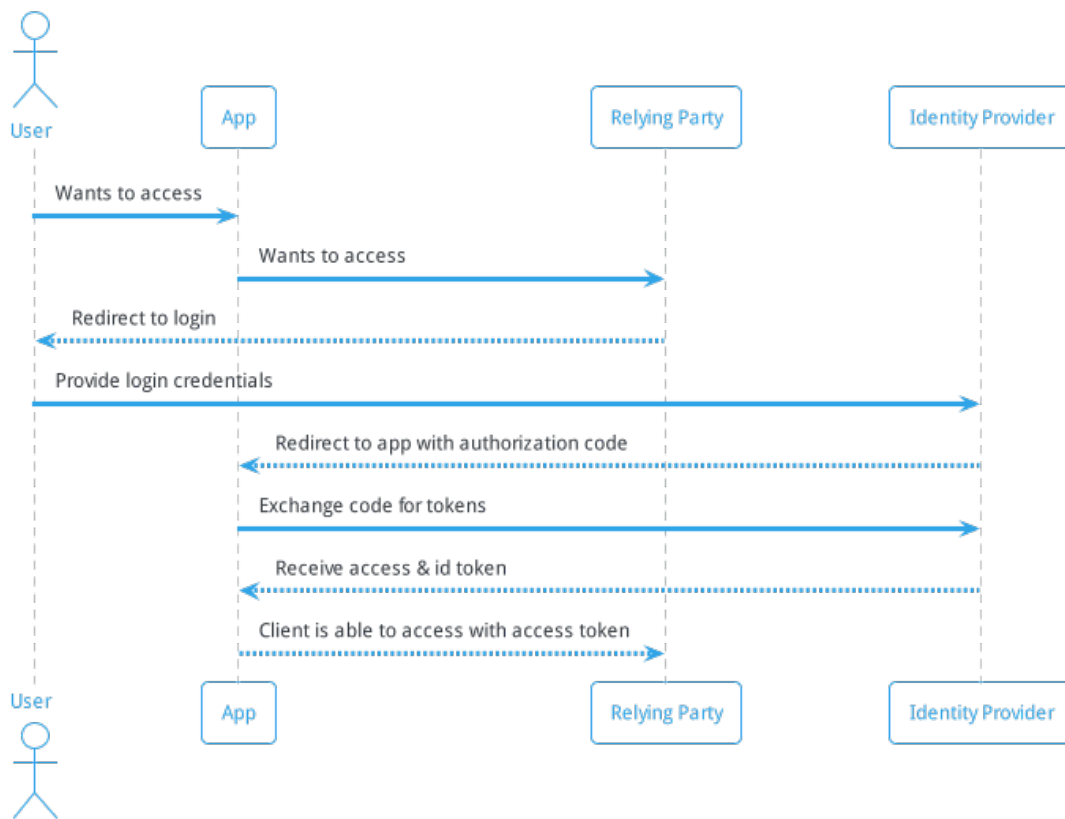 User
App
Relying Party
Identity Provider
Wants to access
Wants to access
Redirect to login
Provide login credentials
Redirect to app with authorization code
Exchange code for tokens
Receive access & id token
Client is able to access with access token
User
App
Relying Party
Identity Provider